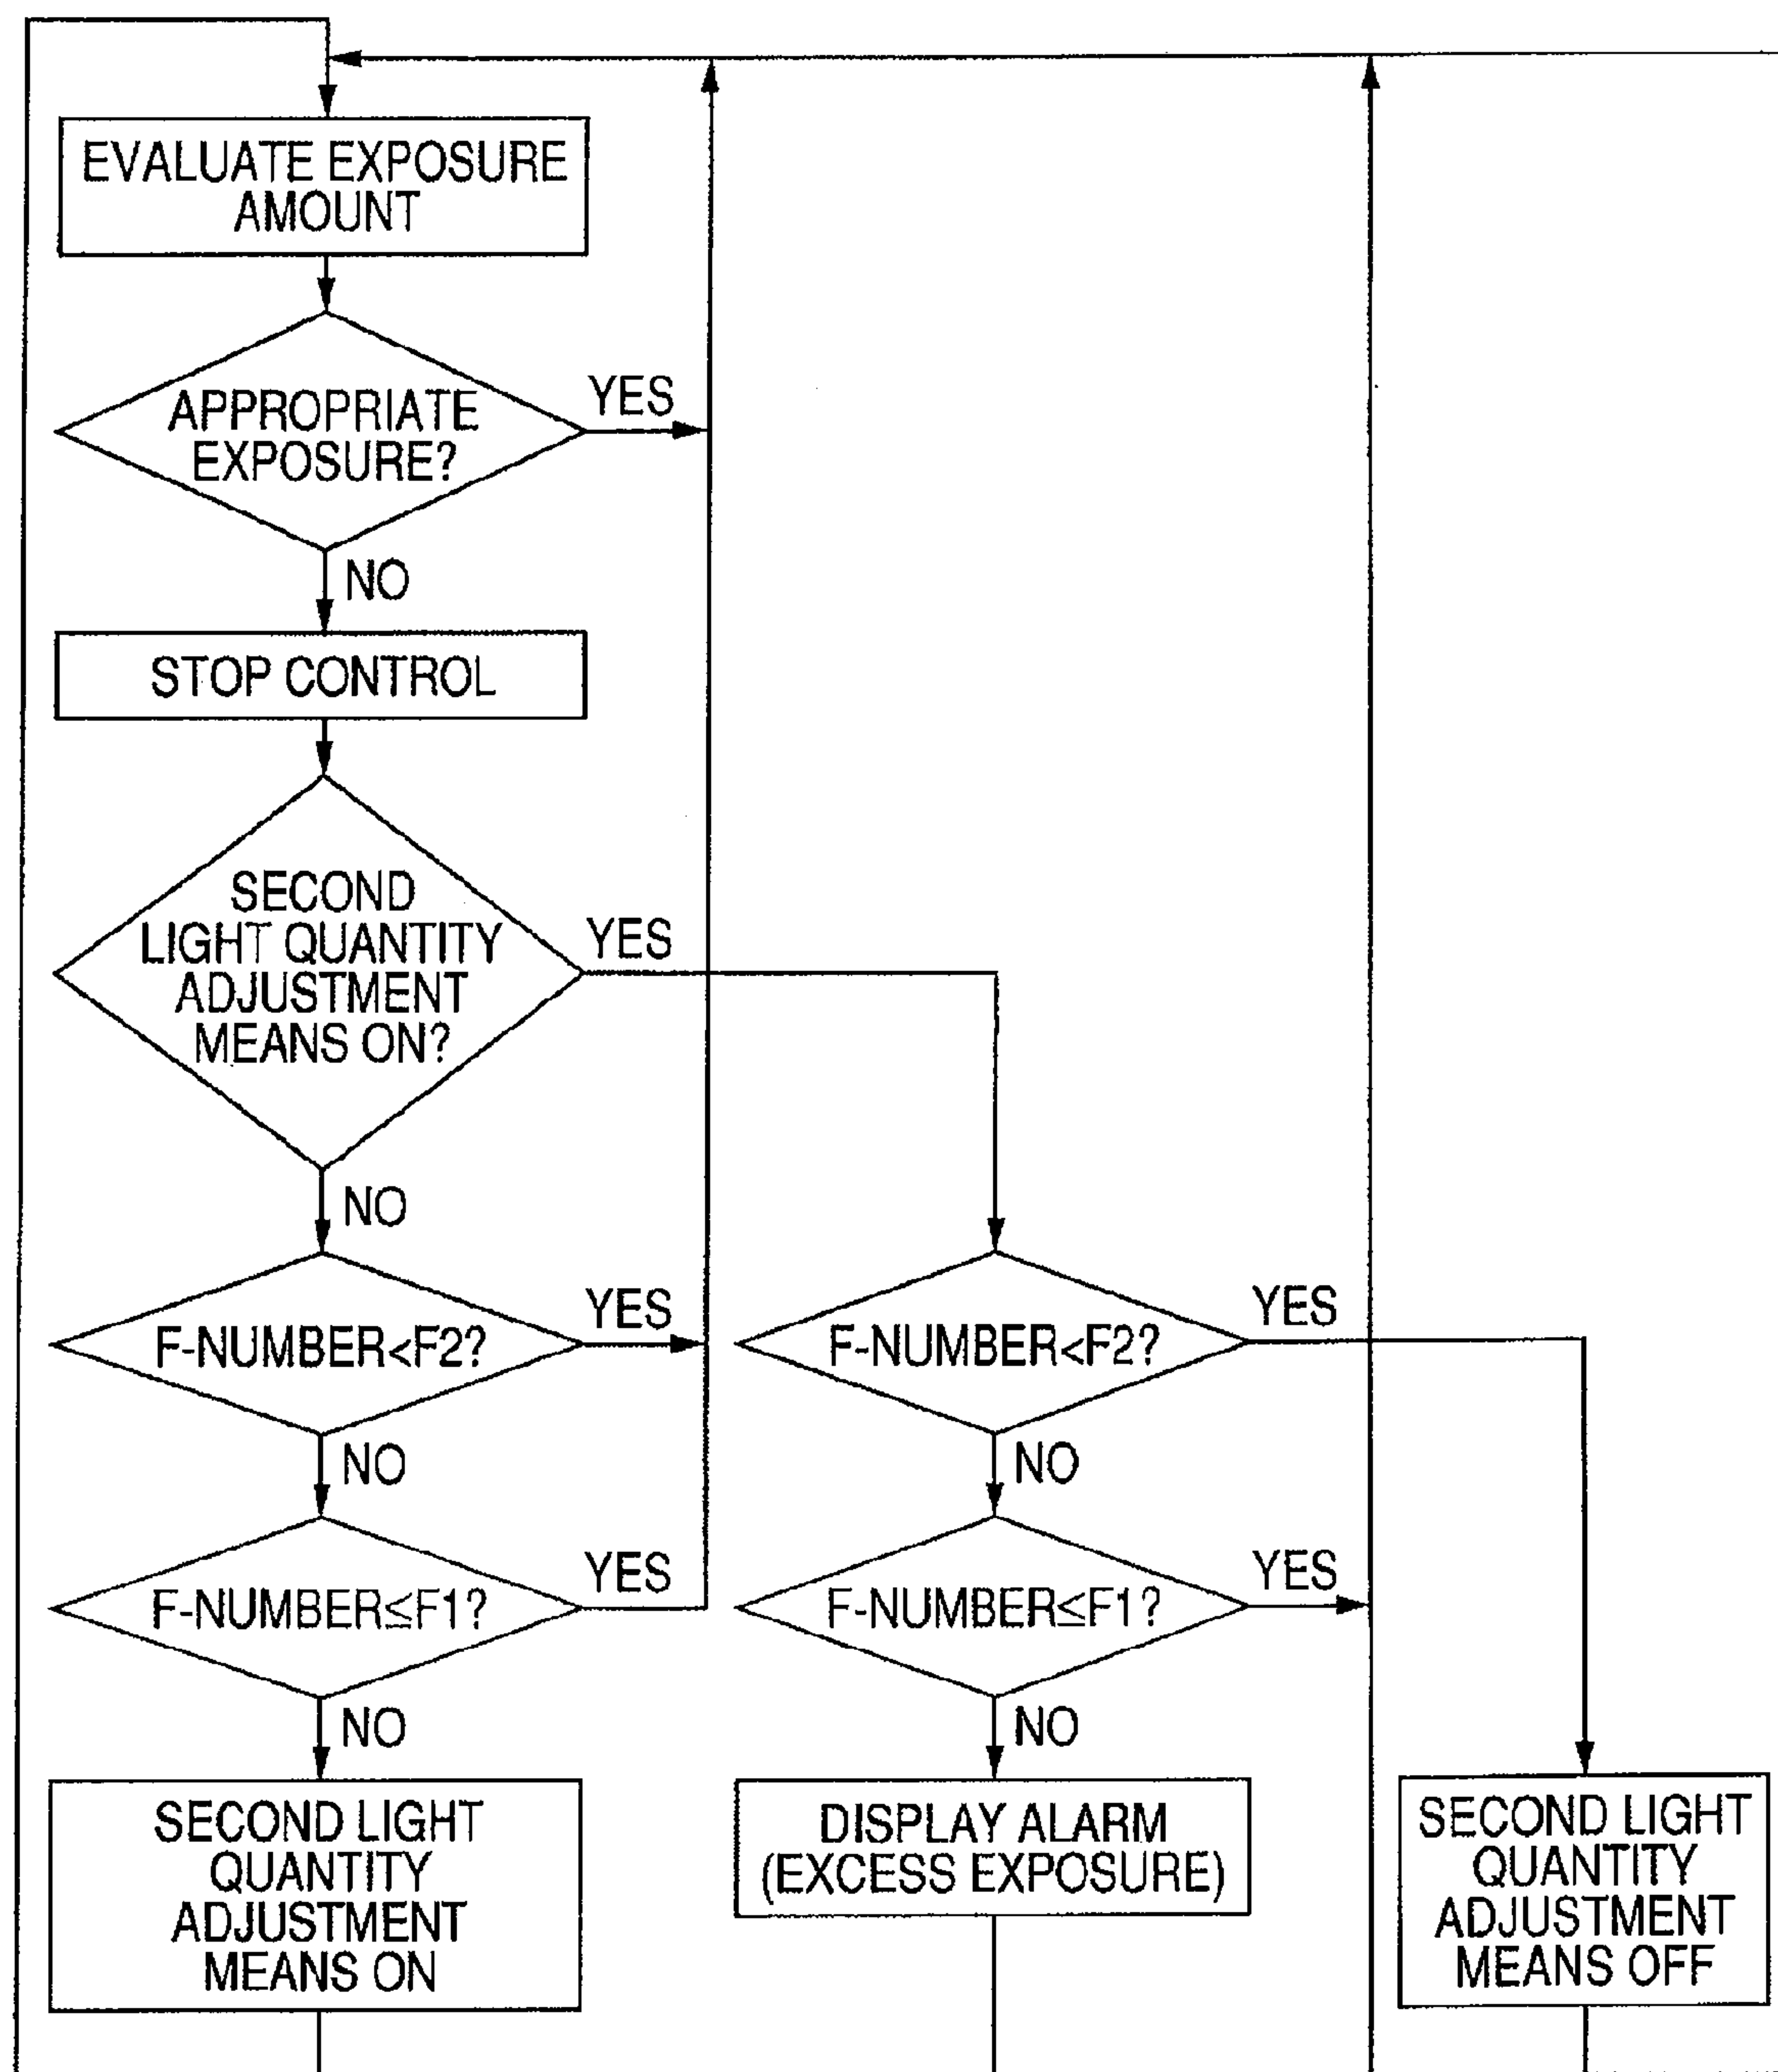 EVALUATE EXPOSURE
AMOUNT
APPROPRIATE
EXPOSURE?
YES
NO
STOP CONTROL
SECOND
LIGHT QUANTITY
ADJUSTMENT
MEANS ON?
YES
NO
F-NUMBER<F2?
YES
NO
F-NUMBER≦F1?
YES
NO
SECOND LIGHT
QUANTITY
ADJUSTMENT
MEANS ON
F-NUMBER<F2?
YES
NO
F-NUMBER≦F1?
YES
NO
DISPLAY ALARM
(EXCESS EXPOSURE)
SECOND LIGHT
QUANTITY
ADJUSTMENT
MEANS OFF